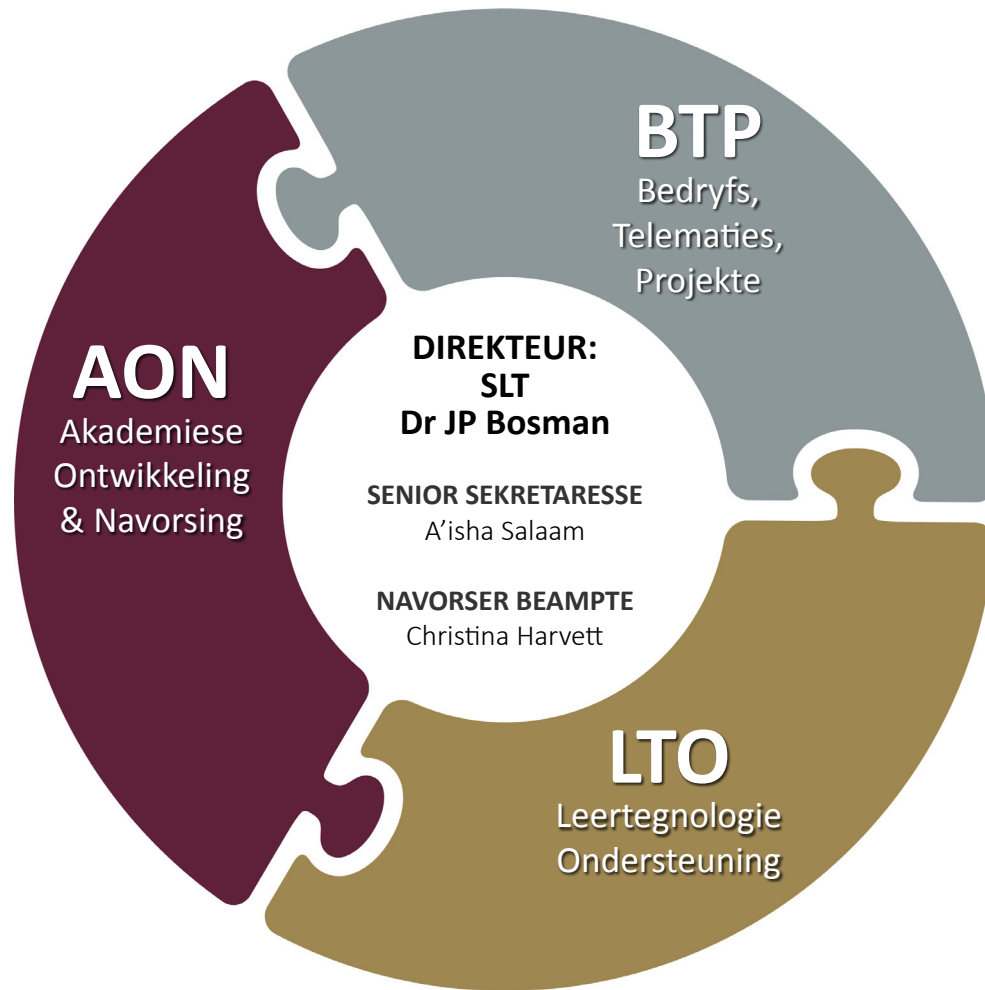 BTP
Bedryfs,
Telematies,
Projekte
AON
Akademiese
Ontwikkeling
& Navorsing
DIREKTEUR:
SLT
Dr JP Bosman
SENIOR SEKRETARESSE
A’isha Salaam
NAVORSER BEAMPTE
Christina Harvett
LTO
Leertegnologie
Ondersteuning